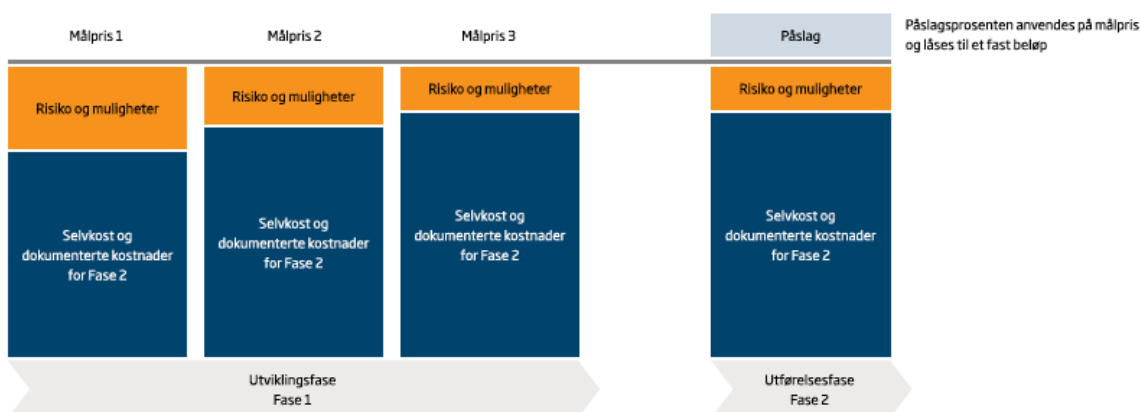 Målpris 1
Målpris 2
Målpris 3
Påslag
Påslagsprosenten anvendes på målpris
og låses til et fast beløp
Risiko og muligheter
Risiko og muligheter
Risiko og muligheter
Risiko og muligheter
Selvkost og
dokumenterte kostnader
for Fase 2
Selvkost og
dokumenterte kostnader
for Fase 2
Selvkost og
dokumenterte kostnader
for Fase 2
Selvkost og
dokumenterte kostnader
for Fase 2
Utviklingsfase
Fase 1
Utførelsesfase
Fase 2